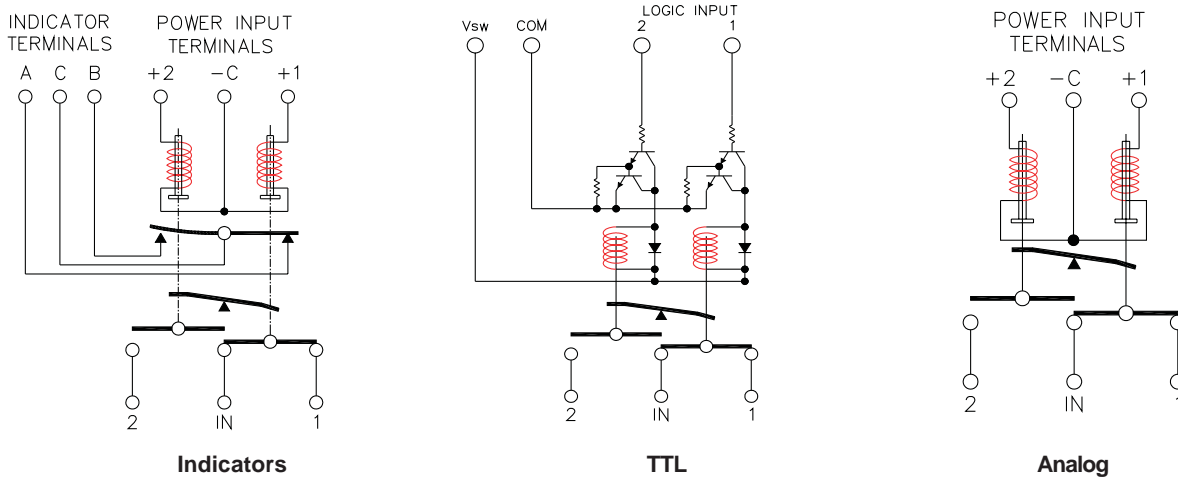 INDICATOR
TERMINALS
A C B
POWER INPUT
TERMINALS
+2 -C +1
2 IN 1
Indicators
LOGIC INPUT
Vsw COM 2 1
2 IN 1
TTL
POWER INPUT
TERMINALS
+2 -C +1
2 IN 1
Analog